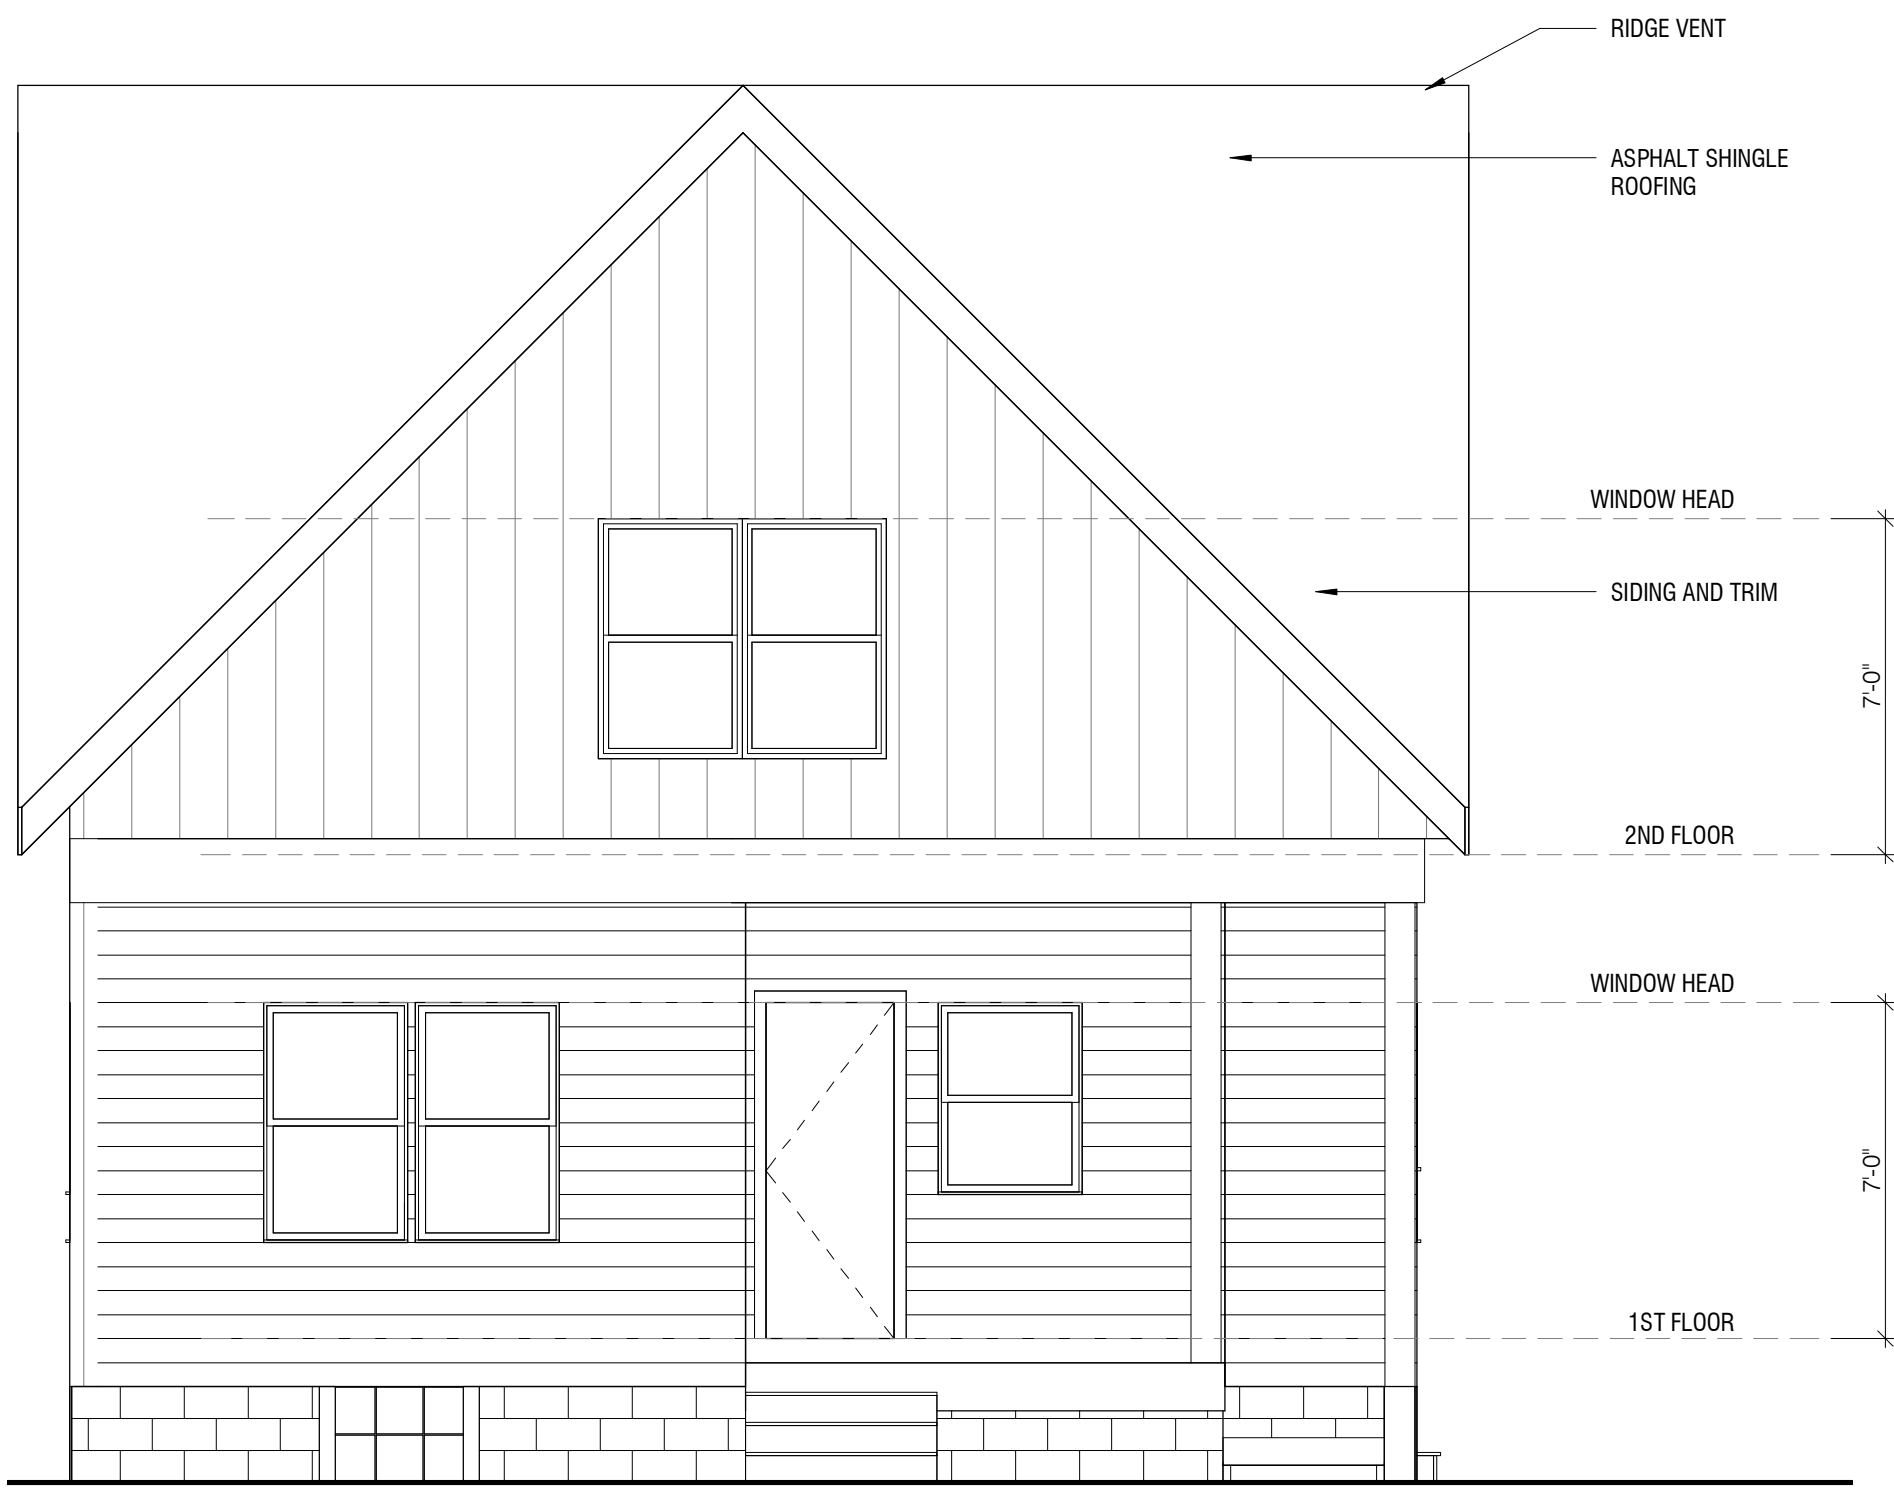 RIDGE VENT
ASPHALT SHINGLE
ROOFING
WINDOW HEAD
SIDING AND TRIM
7'-0"
2ND FLOOR
WINDOW HEAD
7'-0"
1ST FLOOR